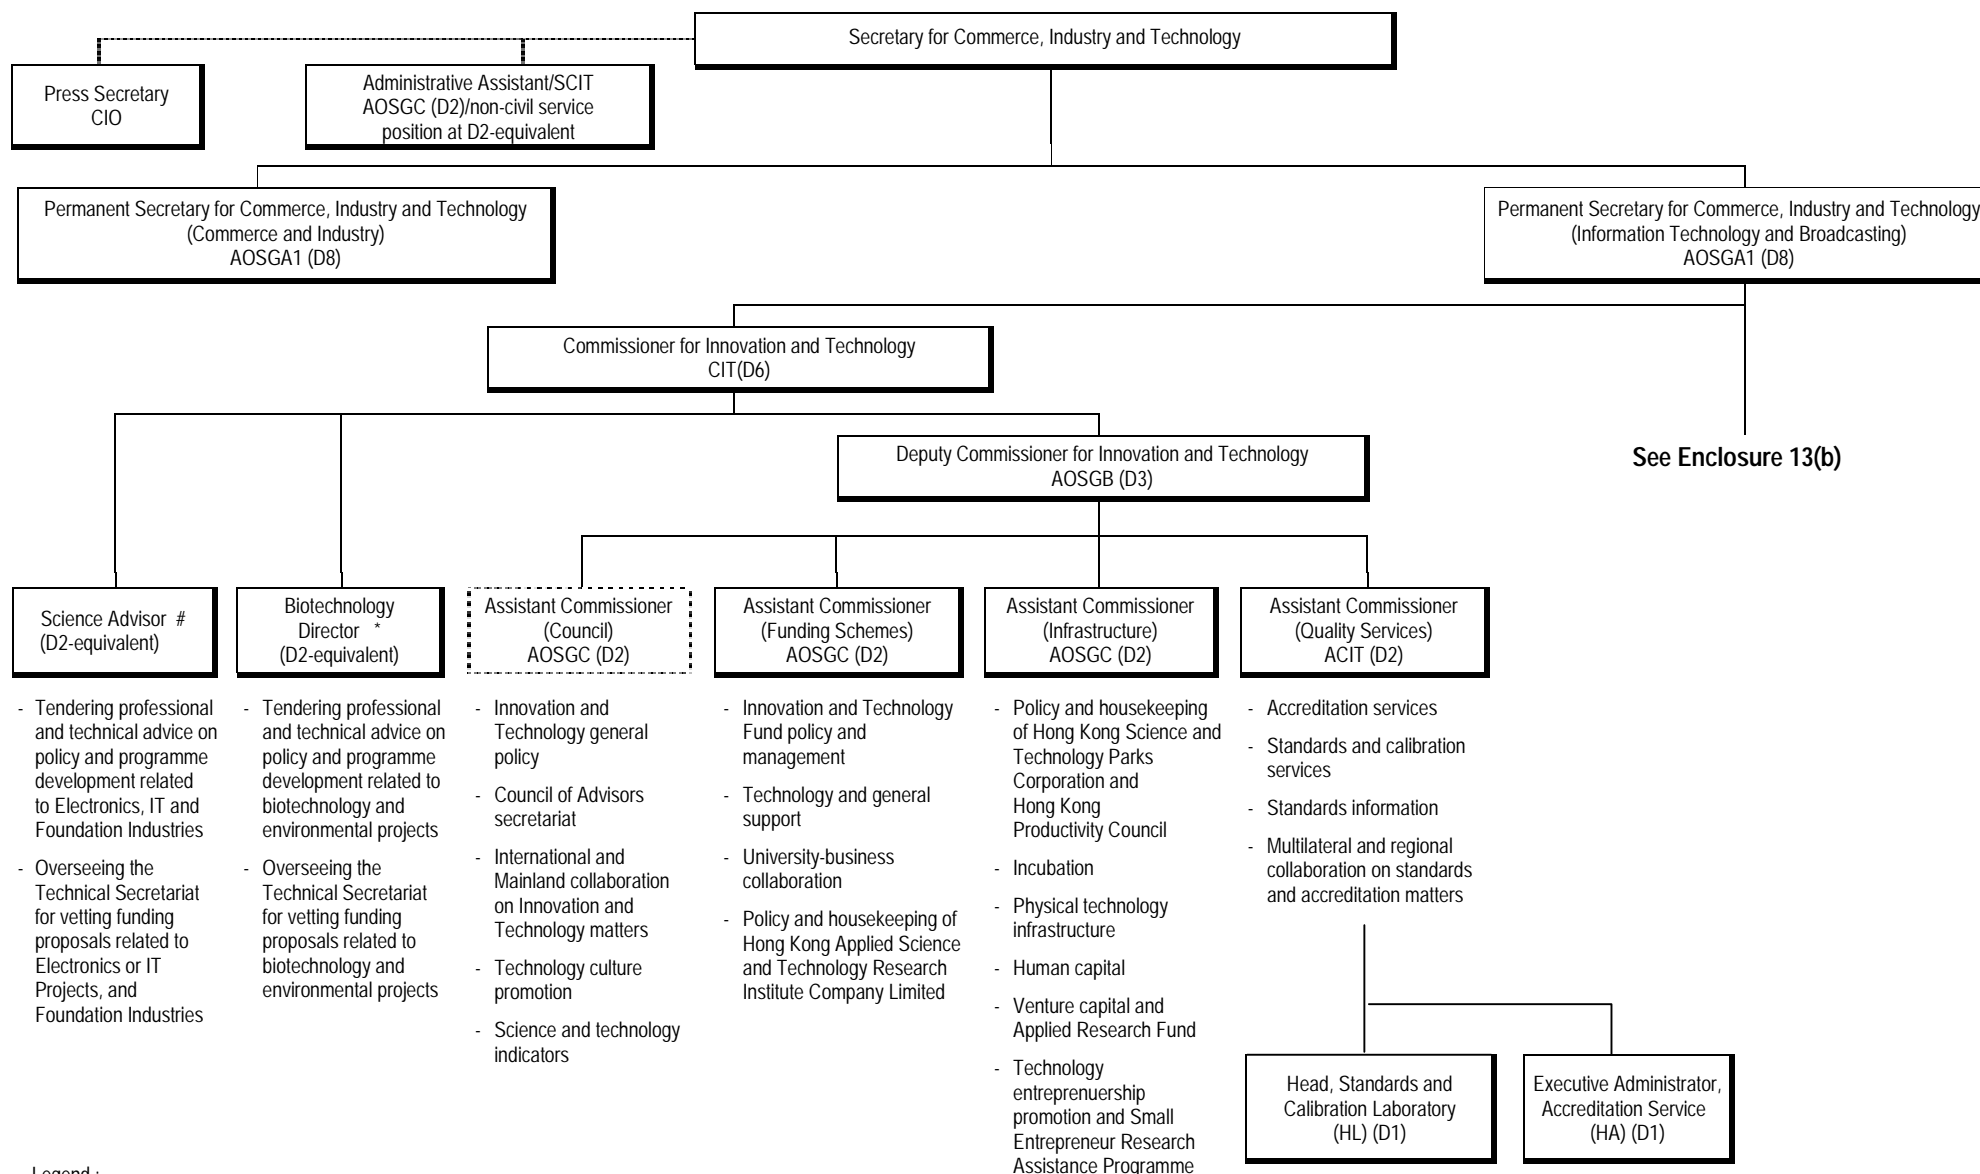 Secretary for Commerce, Industry and Technology
Press Secretary
CIO
Administrative Assistant/SCIT
AOSGC (D2)/non-civil service
position at D2-equivalent
Permanent Secretary for Commerce, Industry and Technology
(Commerce and Industry)
AOSGA1 (D8)
Permanent Secretary for Commerce, Industry and Technology
(Information Technology and Broadcasting)
AOSGA1 (D8)
Commissioner for Innovation and Technology
CIT(D6)
Deputy Commissioner for Innovation and Technology
AOSGB (D3)
See Enclosure 13(b)
Science Advisor #
(D2-equivalent)
- Tendering professional
and technical advice on
policy and programme
development related
to Electronics, IT and
Foundation Industries
- Overseeing the
Technical Secretariat
for vetting funding
proposals related to
Electronics or IT
Projects, and
Foundation Industries
Biotechnology
Director *
(D2-equivalent)
- Tendering professional
and technical advice on
policy and programme
development related to
biotechnology and
environmental projects
- Overseeing the
Technical Secretariat
for vetting funding
proposals related to
biotechnology and
environmental projects
Assistant Commissioner
(Council)
AOSGC (D2)
- Innovation and
Technology general
policy
- Council of Advisors
secretariat
- International and
Mainland collaboration
on Innovation and
Technology matters
- Technology culture
promotion
- Science and technology
indicators
Assistant Commissioner
(Funding Schemes)
AOSGC (D2)
- Innovation and Technology
Fund policy and
management
- Technology and general
support
- University-business
collaboration
- Policy and housekeeping of
Hong Kong Applied Science
and Technology Research
Institute Company Limited
Assistant Commissioner
(Infrastructure)
AOSGC (D2)
- Policy and housekeeping
of Hong Kong Science and
Technology Parks
Corporation and
Hong Kong
Productivity Council
- Incubation
- Physical technology
infrastructure
- Human capital
- Venture capital and
Applied Research Fund
- Technology
entreprenuership
promotion and Small
Entrepreneur Research
Assistance Programme
Assistant Commissioner
(Quality Services)
ACIT (D2)
- Accreditation services
- Standards and calibration
services
- Standards information
- Multilateral and regional
collaboration on standards
and accreditation matters
Head, Standards and
Calibration Laboratory
(HL) (D1)
Executive Administrator,
Accreditation Service
(HA) (D1)
Legend :